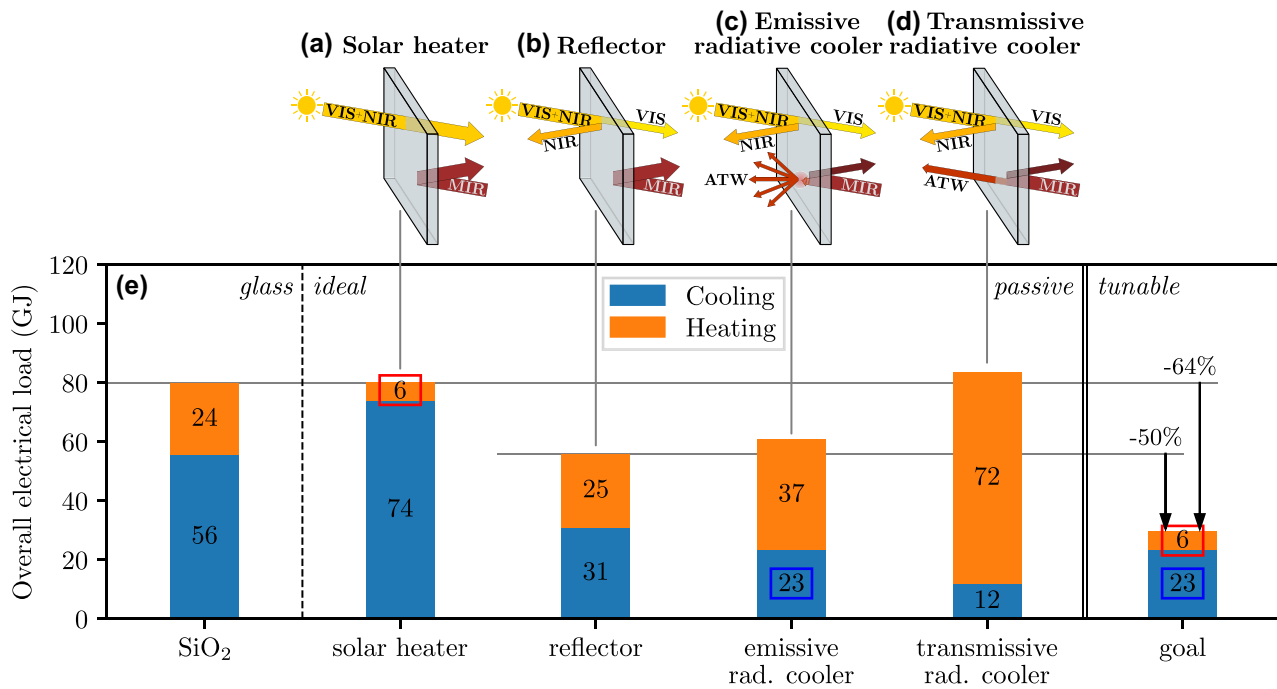 (a) Solar heater
(b) Reflector
(c) Emissive
radiative cooler
(d) Transmissive
radiative cooler
VIS+NIR
MIR
VIS+NIR
VIS
NIR
MIR
VIS+NIR
VIS
NIR
ATW
MIR
VIS+NIR
VIS
NIR
ATW
MIR
(e)
glass
ideal
passive
tunable
Cooling
Heating
Overall electrical load (GJ)
120
100
80
60
40
20
0
24
56
6
74
25
31
37
23
72
12
-64%
-50%
6
23
SiO₂
solar heater
reflector
emissive
rad. cooler
transmissive
rad. cooler
goal